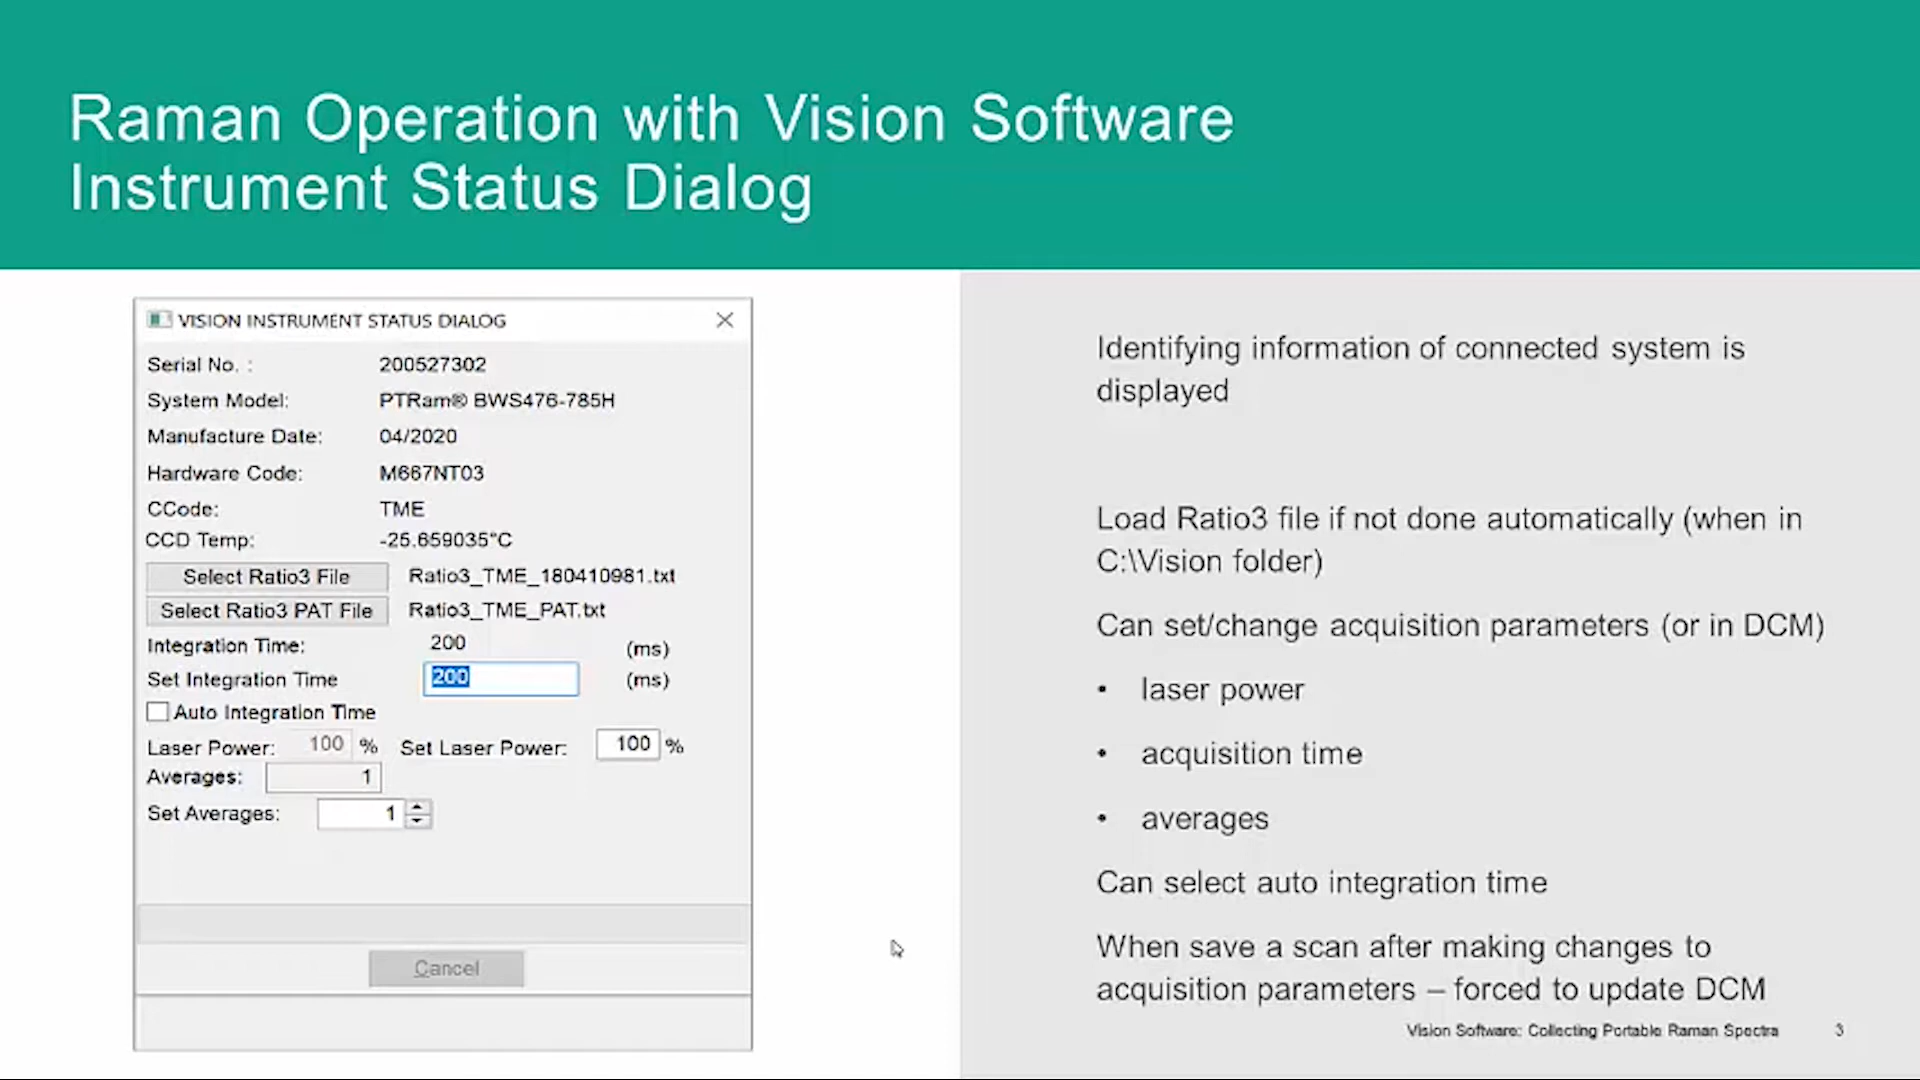 Raman Operation with Vision Software
Instrument Status Dialog
VISION INSTRUMENT STATUS DIALOG
Serial No. : 200527302
System Model: PTRam® BWS476-785H
Manufacture Date: 04/2020
Hardware Code: M667NT03
CCode: TME
CCD Temp: -25.659035°C
Select Ratio3 File Ratio3_TME_180410981.txt
Select Ratio3 PAT File Ratio3_TME_PAT.txt
Integration Time: 200 (ms)
Set Integration Time 200 (ms)
Auto Integration Time
Laser Power: 100 % Set Laser Power: 100 %
Averages: 1
Set Averages: 1
Cancel
Identifying information of connected system is
displayed
Load Ratio3 file if not done automatically (when in
C:\Vision folder)
Can set/change acquisition parameters (or in DCM)
• laser power
• acquisition time
• averages
Can select auto integration time
When save a scan after making changes to
acquisition parameters – forced to update DCM
Vision Software: Collecting Portable Raman Spectra 3